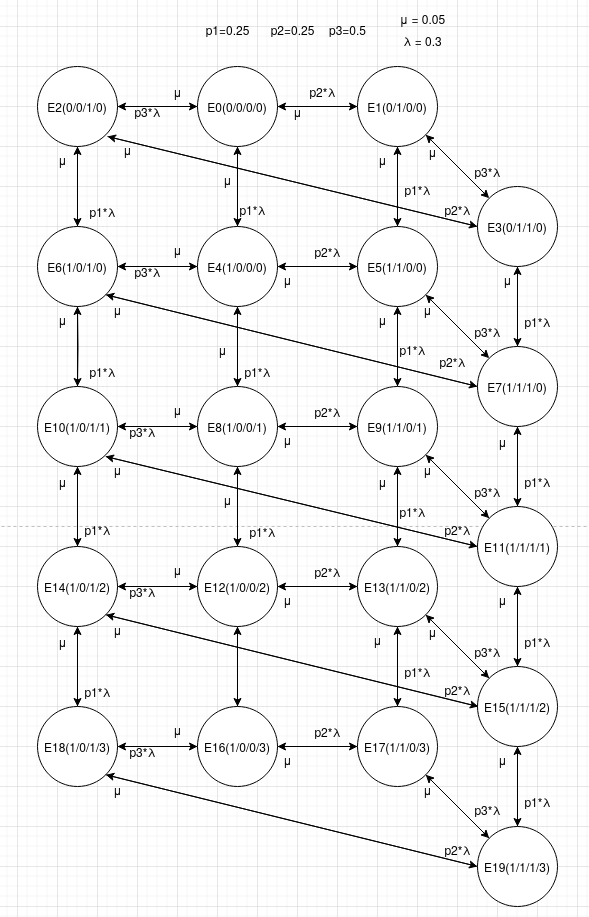 μ = 0.05
p1=0.25 p2=0.25 p3=0.5
λ = 0.3
μ p2*λ
E2(0/0/1/0) E0(0/0/0/0) E1(0/1/0/0)
p3*λ μ
μ μ μ μ
p3*λ
μ
p1*λ
p1*λ p1*λ p2*λ
E3(0/1/1/0)
μ p2*λ
E6(1/0/1/0) E4(1/0/0/0) E5(1/1/0/0)
p3*λ μ μ
μ μ μ μ
p1*λ
p3*λ
μ p1*λ p2*λ
p1*λ p1*λ
E7(1/1/1/0)
μ p2*λ
E10(1/0/1/1) E8(1/0/0/1) E9(1/1/0/1)
p3*λ μ μ
μ μ μ μ
p1*λ
p3*λ
μ p1*λ
p1*λ p1*λ p2*λ
E11(1/1/1/1)
μ p2*λ
E14(1/0/1/2) E12(1/0/0/2) E13(1/1/0/2)
p3*λ μ μ
μ μ μ μ
p1*λ
p3*λ
p1*λ
p1*λ p2*λ
E15(1/1/1/2)
μ p2*λ
E18(1/0/1/3) E16(1/0/0/3) E17(1/1/0/3)
p3*λ μ μ
μ μ
p1*λ
p3*λ
p2*λ
E19(1/1/1/3)